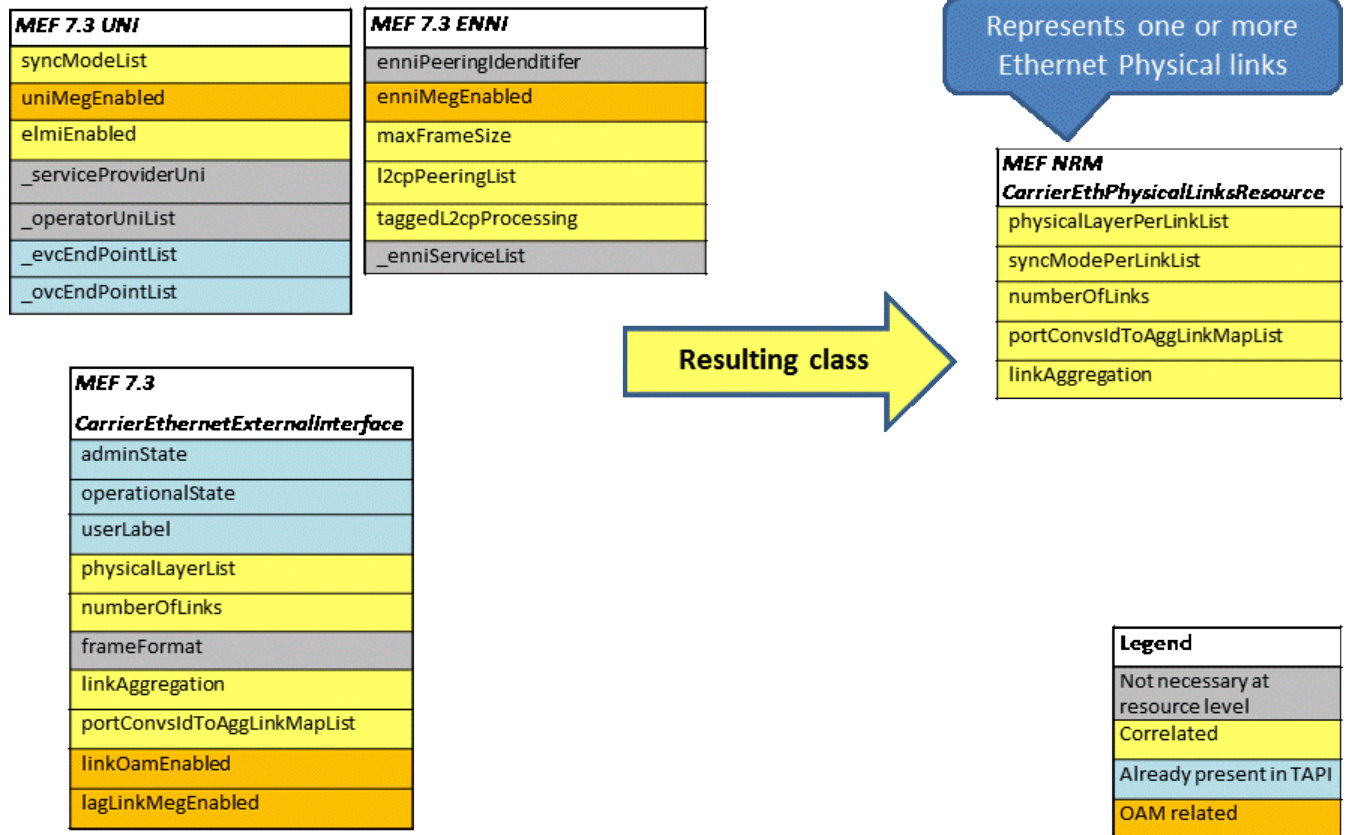 MEF 7.3 UNI
syncModeList
uniMegEnabled
elmiEnabled
_serviceProviderUni
_operatorUniList
_evcEndPointList
_ovcEndPointList
MEF 7.3 ENNI
enniPeeringIdenditifer
enniMegEnabled
maxFrameSize
l2cpPeeringList
taggedL2cpProcessing
_enniServiceList
Represents one or more
Ethernet Physical links
MEF NRM
CarrierEthPhysicalLinksResource
physicalLayerPerLinkList
syncModePerLinkList
numberOfLinks
portConvsIdToAggLinkMapList
linkAggregation
Resulting class
MEF 7.3
CarrierEthernetExternalInterface
adminState
operationalState
userLabel
physicalLayerList
numberOfLinks
frameFormat
linkAggregation
portConvsIdToAggLinkMapList
linkOamEnabled
lagLinkMegEnabled
Legend
Not necessary at
resource level
Correlated
Already present in TAPI
OAM related